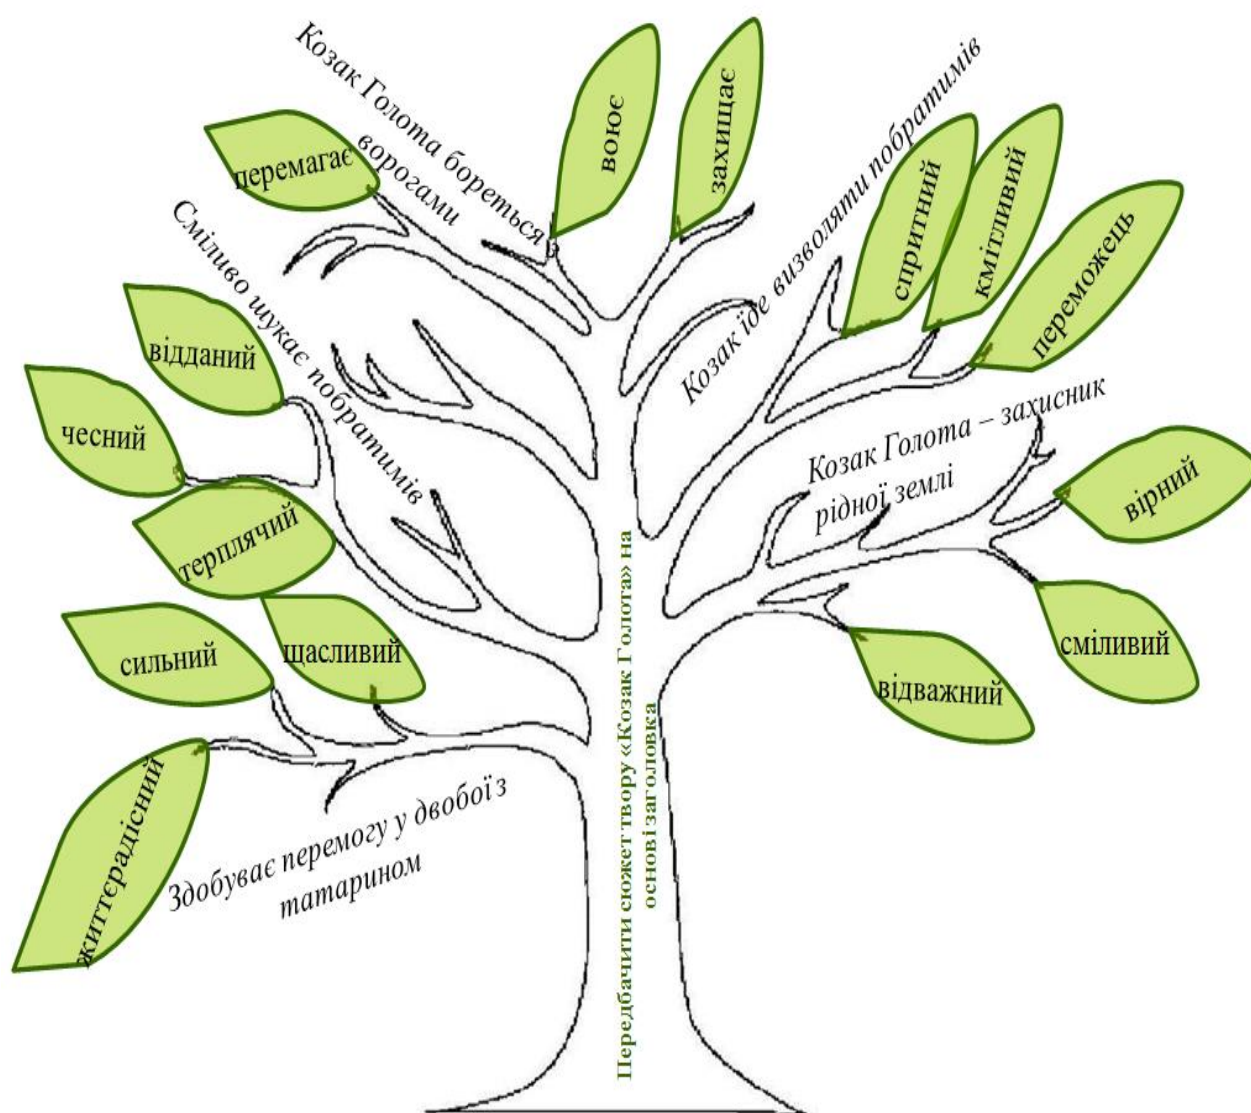 Козак Голота бореться з
ворогами
воює
захищає
перемагає
Сміливо шукає побратимів
Козак їде визволяти побратимів
спритний
кмітливий
переможець
відданий
чесний
терплячий
Козак Голота – захисник
рідної землі
вірний
сміливий
відважний
сильний
щасливий
життєрадісний
Здобуває перемогу у двобої з
татарином
Передбачити сюжет твору «Козак Голота» на
основі заголовка